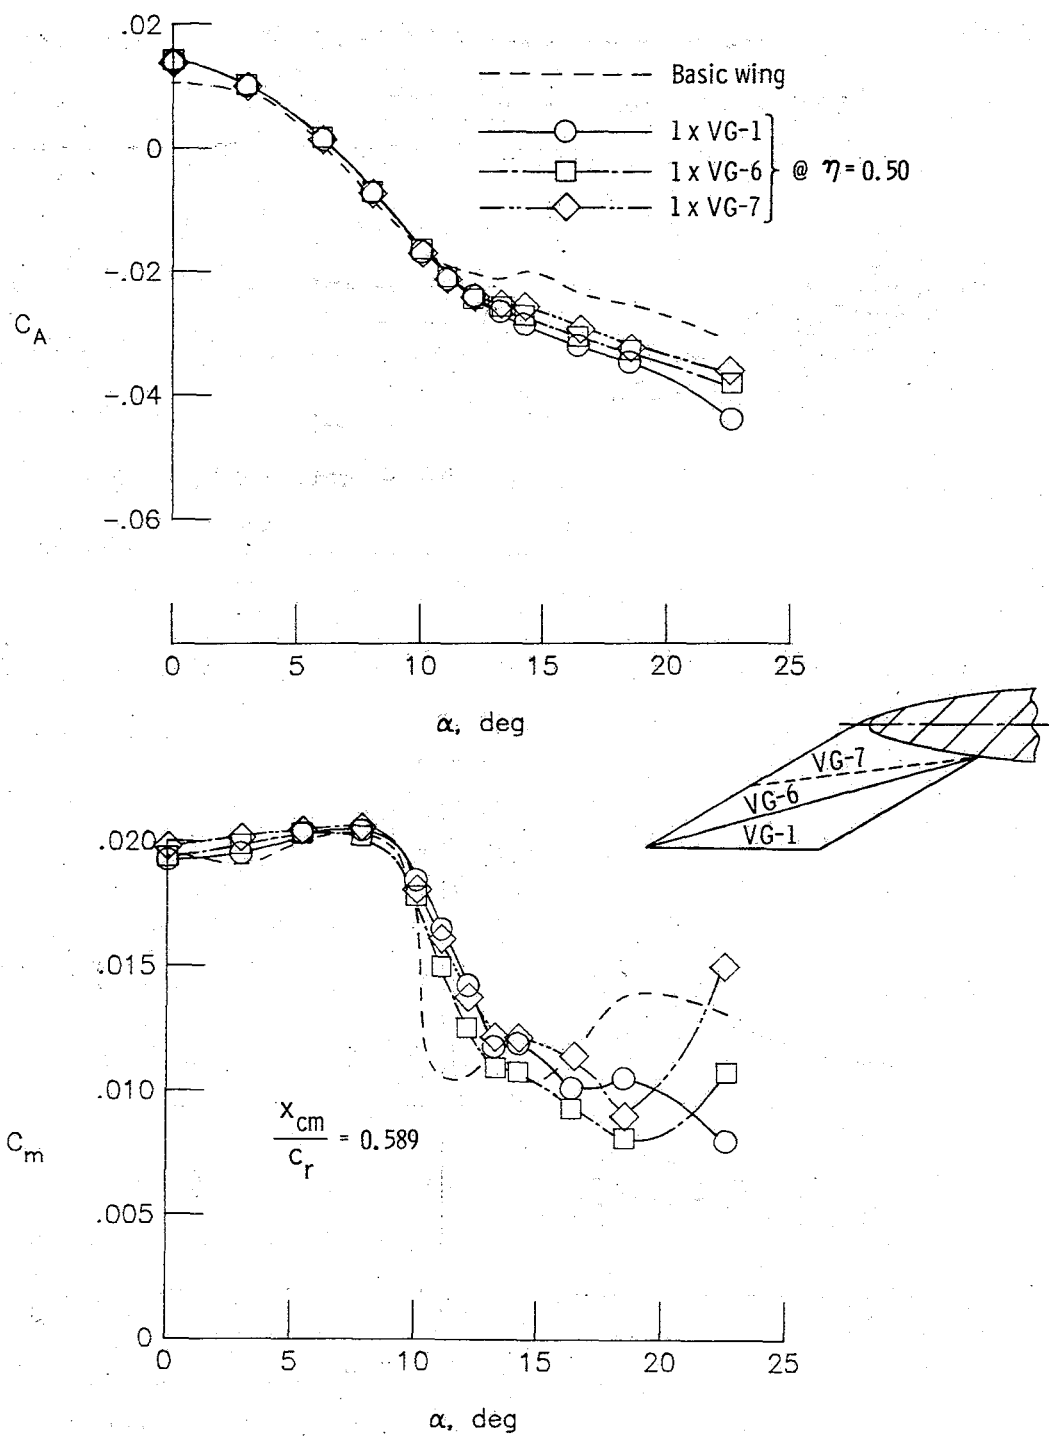 .02
0
-.02
-.04
-.06
C_A
Basic wing
1 x VG-1
1 x VG-6 @ η = 0.50
1 x VG-7
0 5 10 15 20 25
α, deg
VG-7
VG-6
VG-1
.020
.015
.010
.005
0
C_m
x_cm
c_r
= 0.589
0 5 10 15 20 25
α, deg